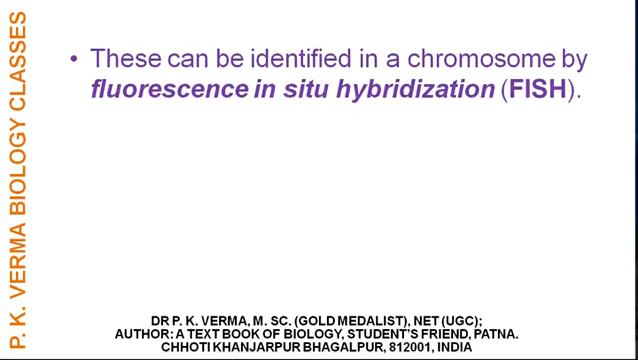 P. K. VERMA BIOLOGY CLASSES
• These can be identified in a chromosome by
fluorescence in situ hybridization (FISH).
DR P. K. VERMA, M. SC. (GOLD MEDALIST), NET (UGC);
AUTHOR: A TEXT BOOK OF BIOLOGY, STUDENT'S FRIEND, PATNA.
CHHOTI KHANJARPUR BHAGALPUR, 812001, INDIA